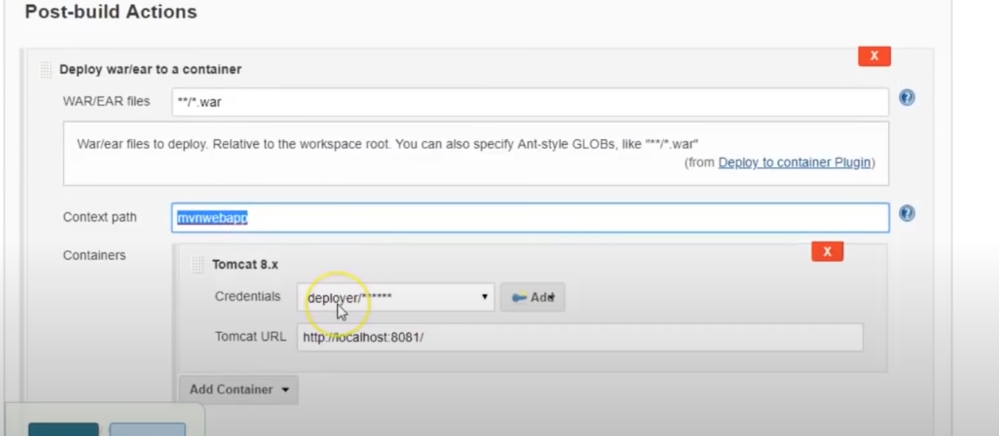 Post-build Actions
X
Deploy war/ear to a container
WAR/EAR files **/*.war
War/ear files to deploy. Relative to the workspace root. You can also specify Ant-style GLOBs, like "**/*.war"
(from Deploy to container Plugin)
Context path mvnwebapp
Containers
X
Tomcat 8.x
Credentials deployer/****** Add
Tomcat URL http://localhost:8081/
Add Container